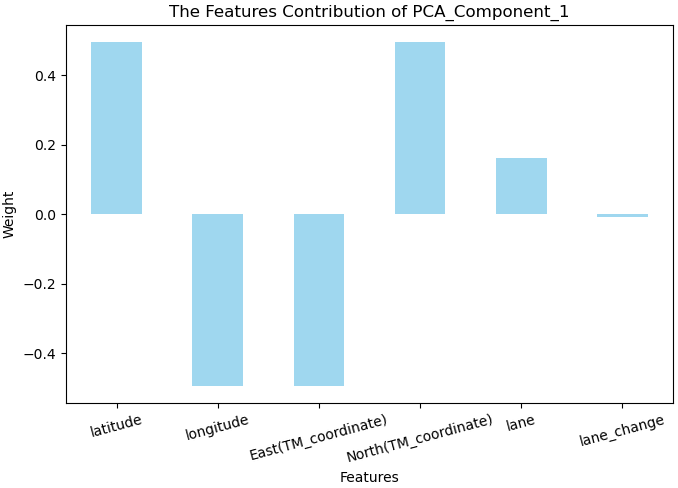 The Features Contribution of PCA_Component_1
Weight
0.4
0.2
0.0
−0.2
−0.4
latitude
longitude
East(TM_coordinate)
North(TM_coordinate)
lane
lane_change
Features